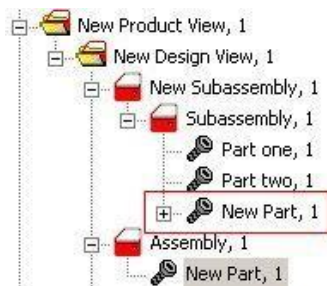 New Product View, 1
New Design View, 1
New Subassembly, 1
Subassembly, 1
Part one, 1
Part two, 1
New Part, 1
Assembly, 1
New Part, 1